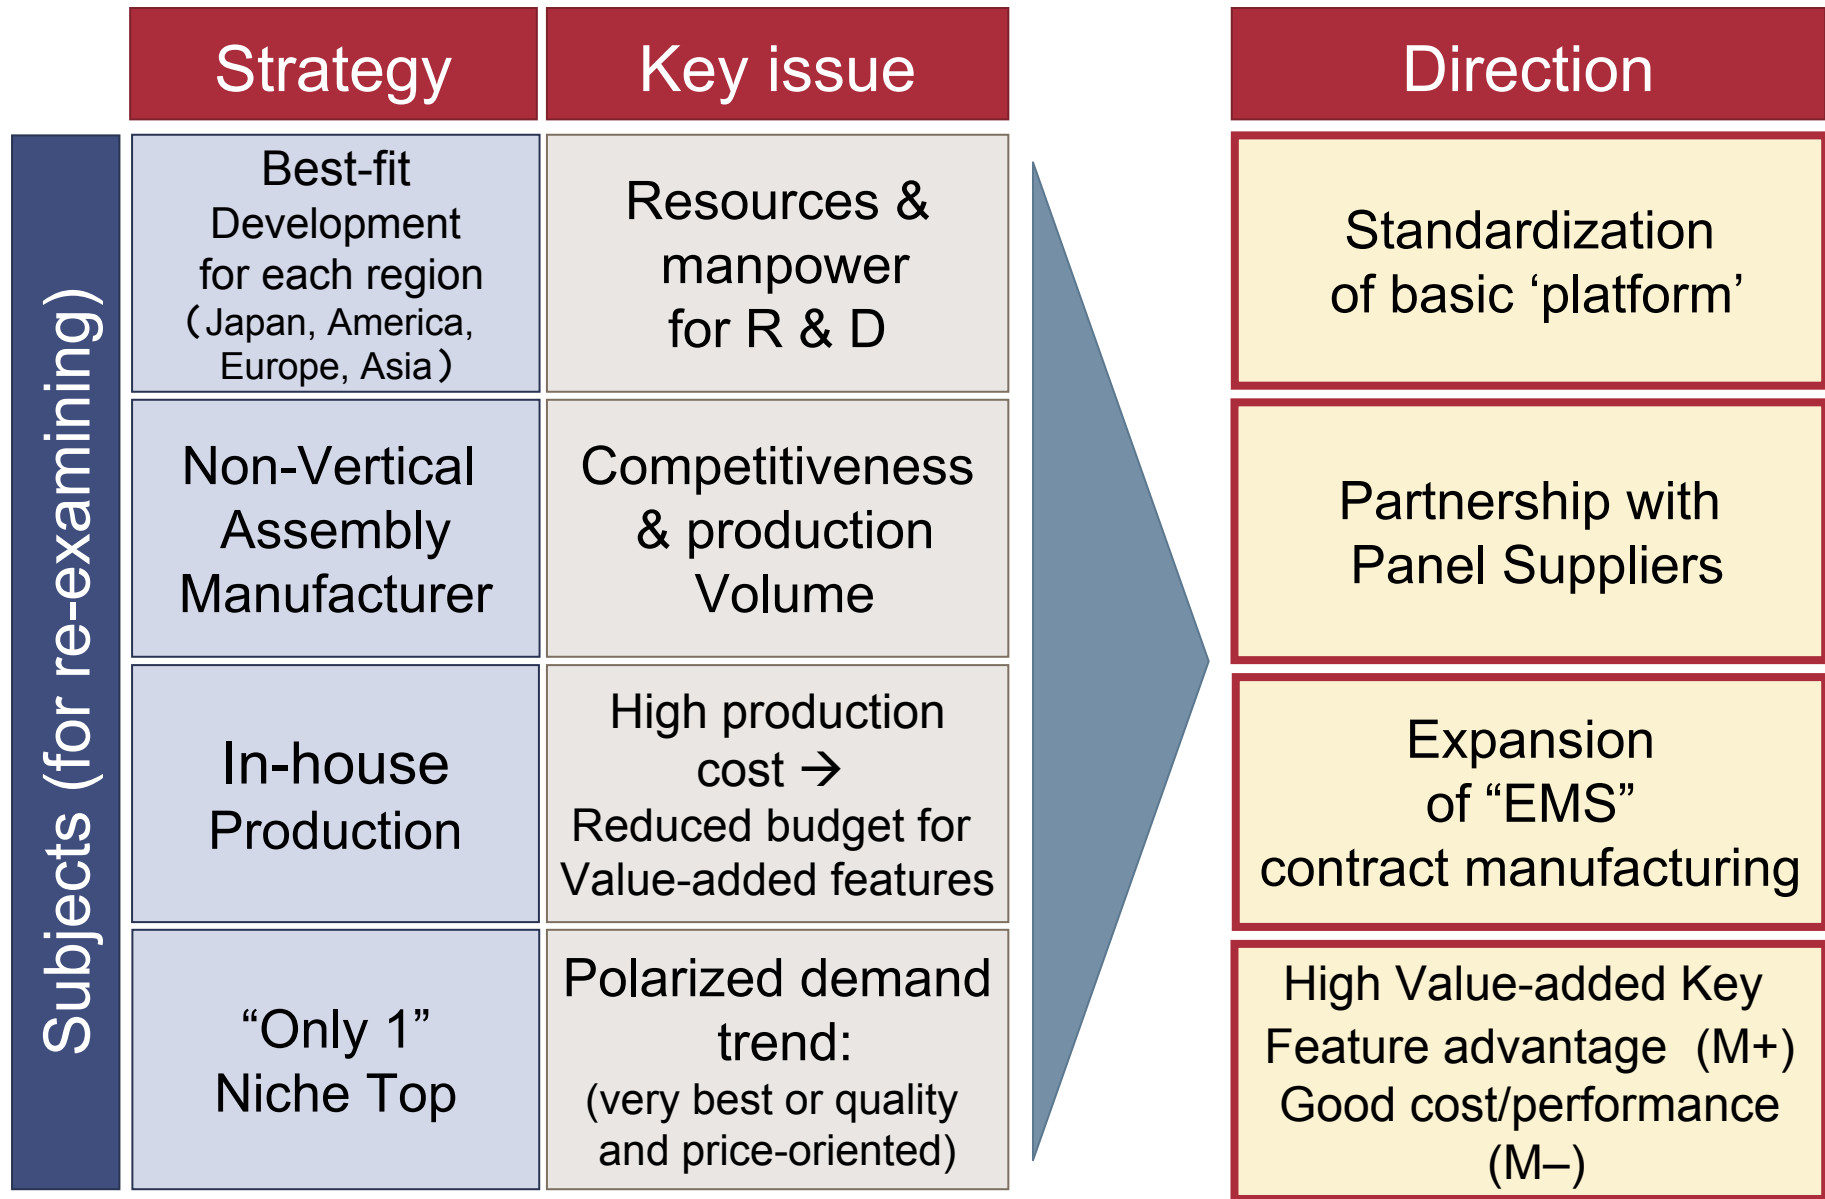 Strategy
Key issue
Direction
Subjects (for re-examining)
Best-fit
Development
for each region
(Japan, America,
Europe, Asia)
Resources &
manpower
for R & D
Standardization
of basic ‘platform’
Non-Vertical
Assembly
Manufacturer
Competitiveness
& production
Volume
Partnership with
Panel Suppliers
In-house
Production
High production
cost →
Reduced budget for
Value-added features
Expansion
of “EMS”
contract manufacturing
“Only 1”
Niche Top
Polarized demand
trend:
(very best or quality
and price-oriented)
High Value-added Key
Feature advantage (M+)
Good cost/performance
(M–)